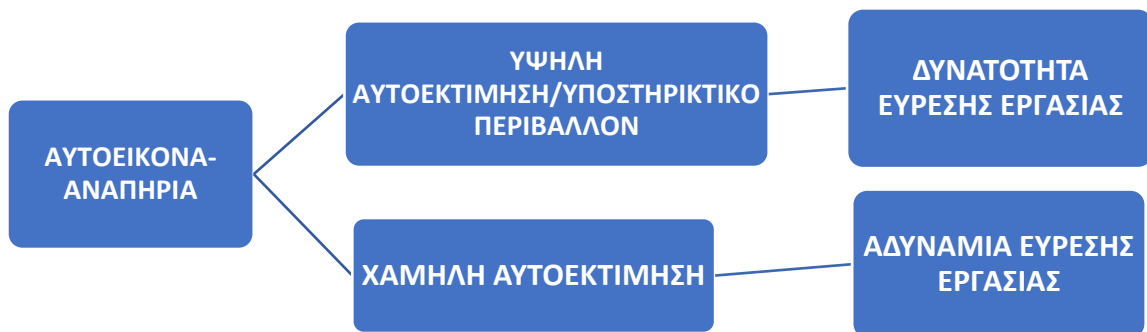 ΑΥΤΟΕΙΚΟΝΑ-
ΑΝΑΠΗΡΙΑ
ΥΨΗΛΗ
ΑΥΤΟΕΚΤΙΜΗΣΗ/ΥΠΟΣΤΗΡΙΚΤΙΚΟ
ΠΕΡΙΒΑΛΛΟΝ
ΔΥΝΑΤΟΤΗΤΑ
ΕΥΡΕΣΗΣ ΕΡΓΑΣΙΑΣ
ΧΑΜΗΛΗ ΑΥΤΟΕΚΤΙΜΗΣΗ
ΑΔΥΝΑΜΙΑ ΕΥΡΕΣΗΣ
ΕΡΓΑΣΙΑΣ